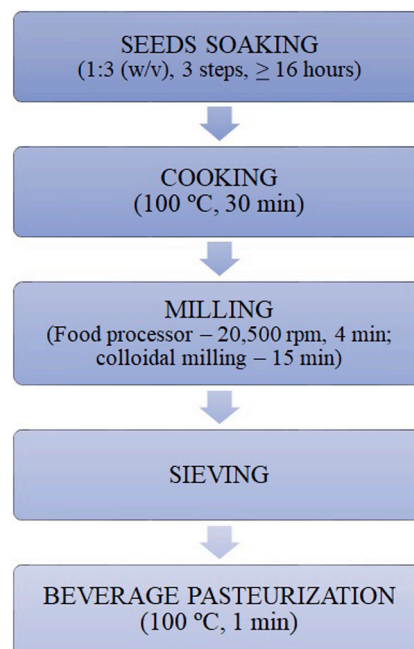 SEEDS SOAKING
(1:3 (w/v), 3 steps, ≥ 16 hours)
COOKING
(100 ºC, 30 min)
MILLING
(Food processor – 20,500 rpm, 4 min;
colloidal milling – 15 min)
SIEVING
BEVERAGE PASTEURIZATION
(100 ºC, 1 min)